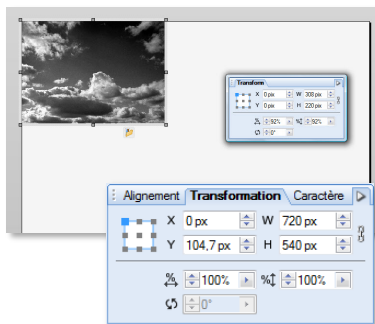 Transform
X 0 px W 308 px
Y 0 px H 220 px
92% 92%
0°
Alignement Transformation Caractère
X 0 px W 720 px
Y 104,7 px H 540 px
% 100% % 100%
0°